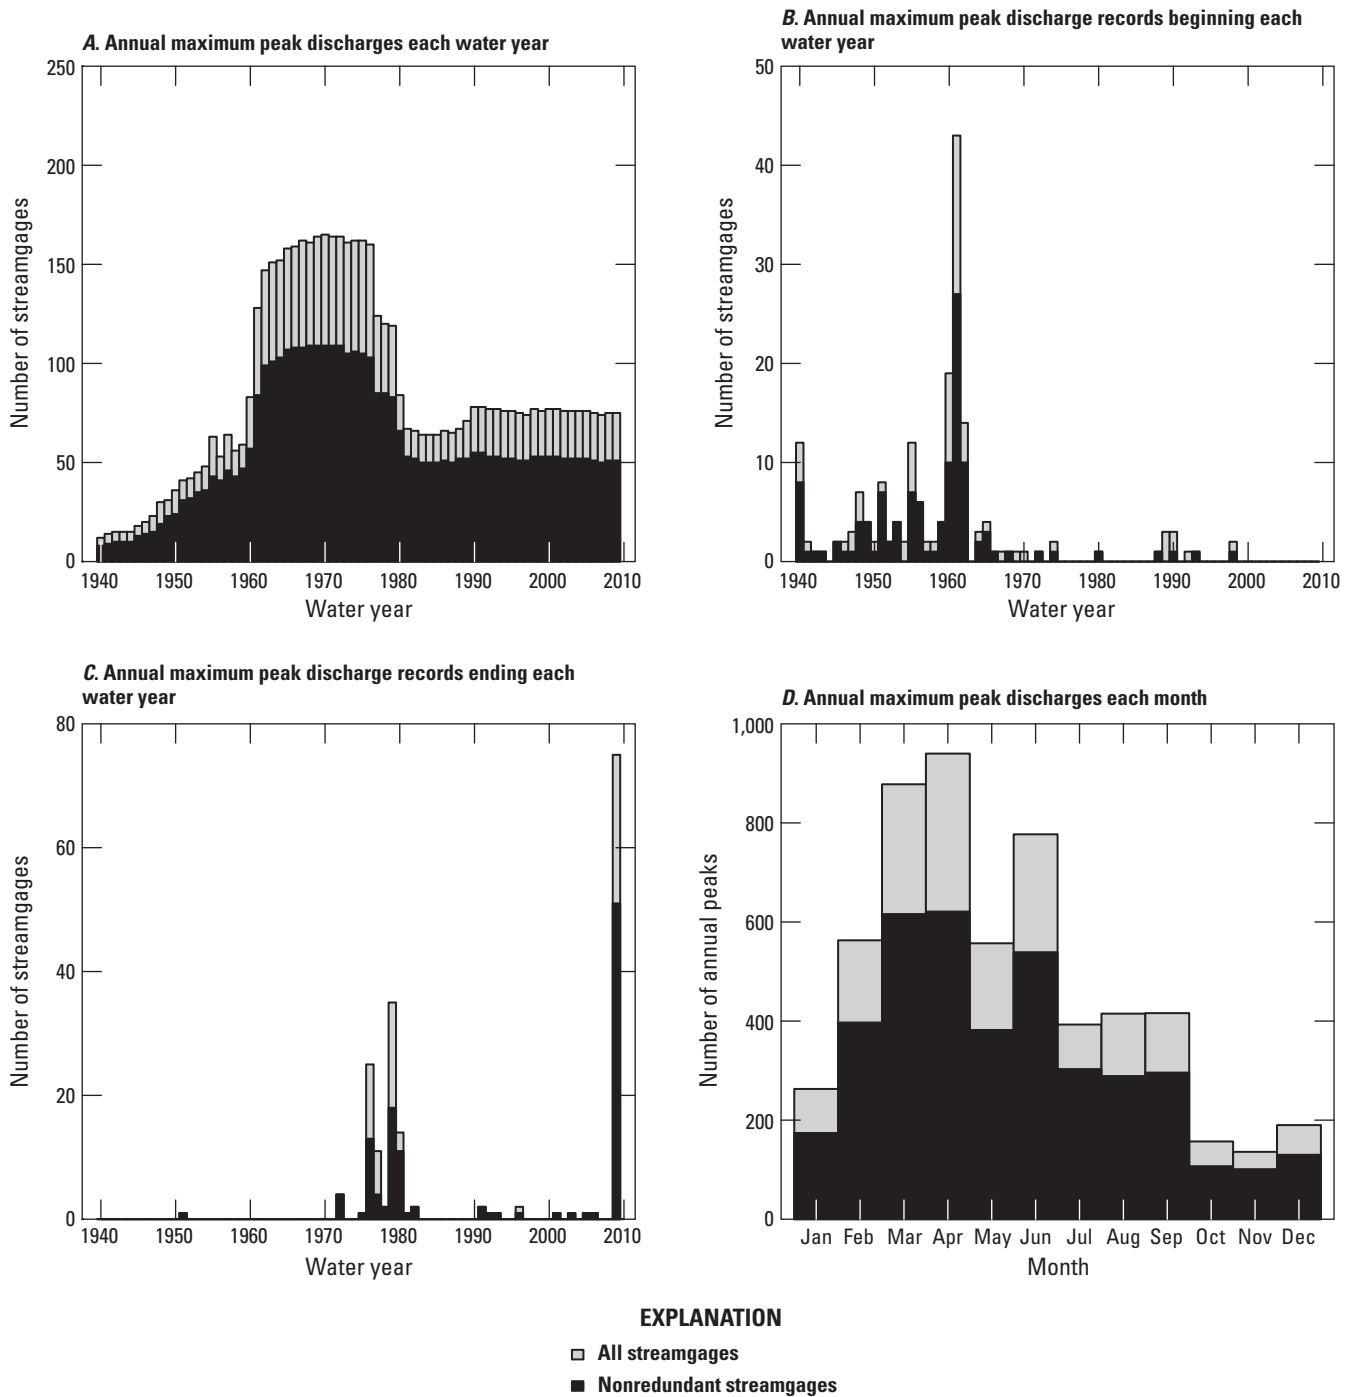 A. Annual maximum peak discharges each water year
250
200
150
100
50
0
1940 1950 1960 1970 1980 1990 2000 2010
Number of streamgages
Water year
B. Annual maximum peak discharge records beginning each
water year
50
40
30
20
10
0
1940 1950 1960 1970 1980 1990 2000 2010
Number of streamgages
Water year
C. Annual maximum peak discharge records ending each
water year
80
60
40
20
0
1940 1950 1960 1970 1980 1990 2000 2010
Number of streamgages
Water year
D. Annual maximum peak discharges each month
1,000
800
600
400
200
0
Jan Feb Mar Apr May Jun Jul Aug Sep Oct Nov Dec
Number of annual peaks
Month
EXPLANATION
All streamgages
Nonredundant streamgages